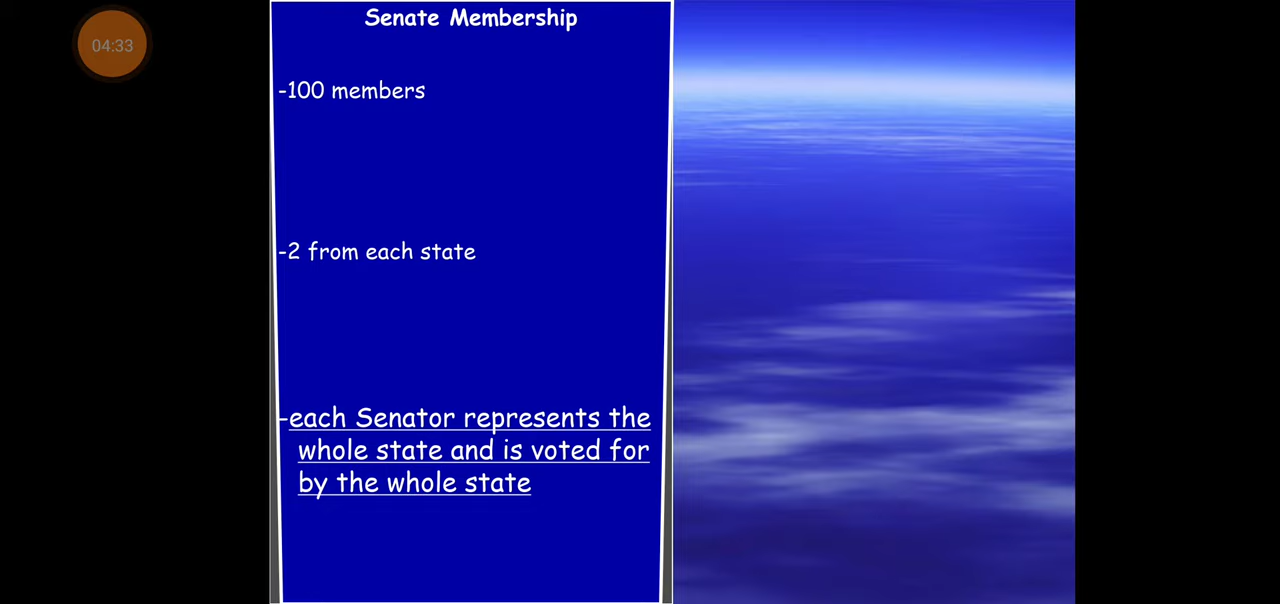 04:33
Senate Membership
-100 members
-2 from each state
-each Senator represents the
whole state and is voted for
by the whole state